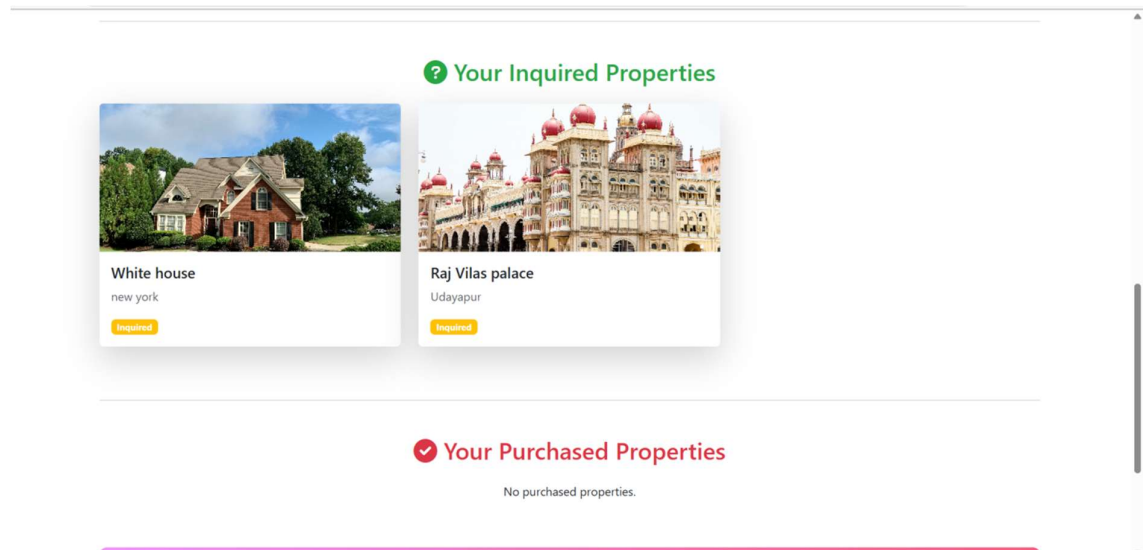 Your Inquired Properties
White house
new york
Inquired
Raj Vilas palace
Udayapur
Inquired
Your Purchased Properties
No purchased properties.